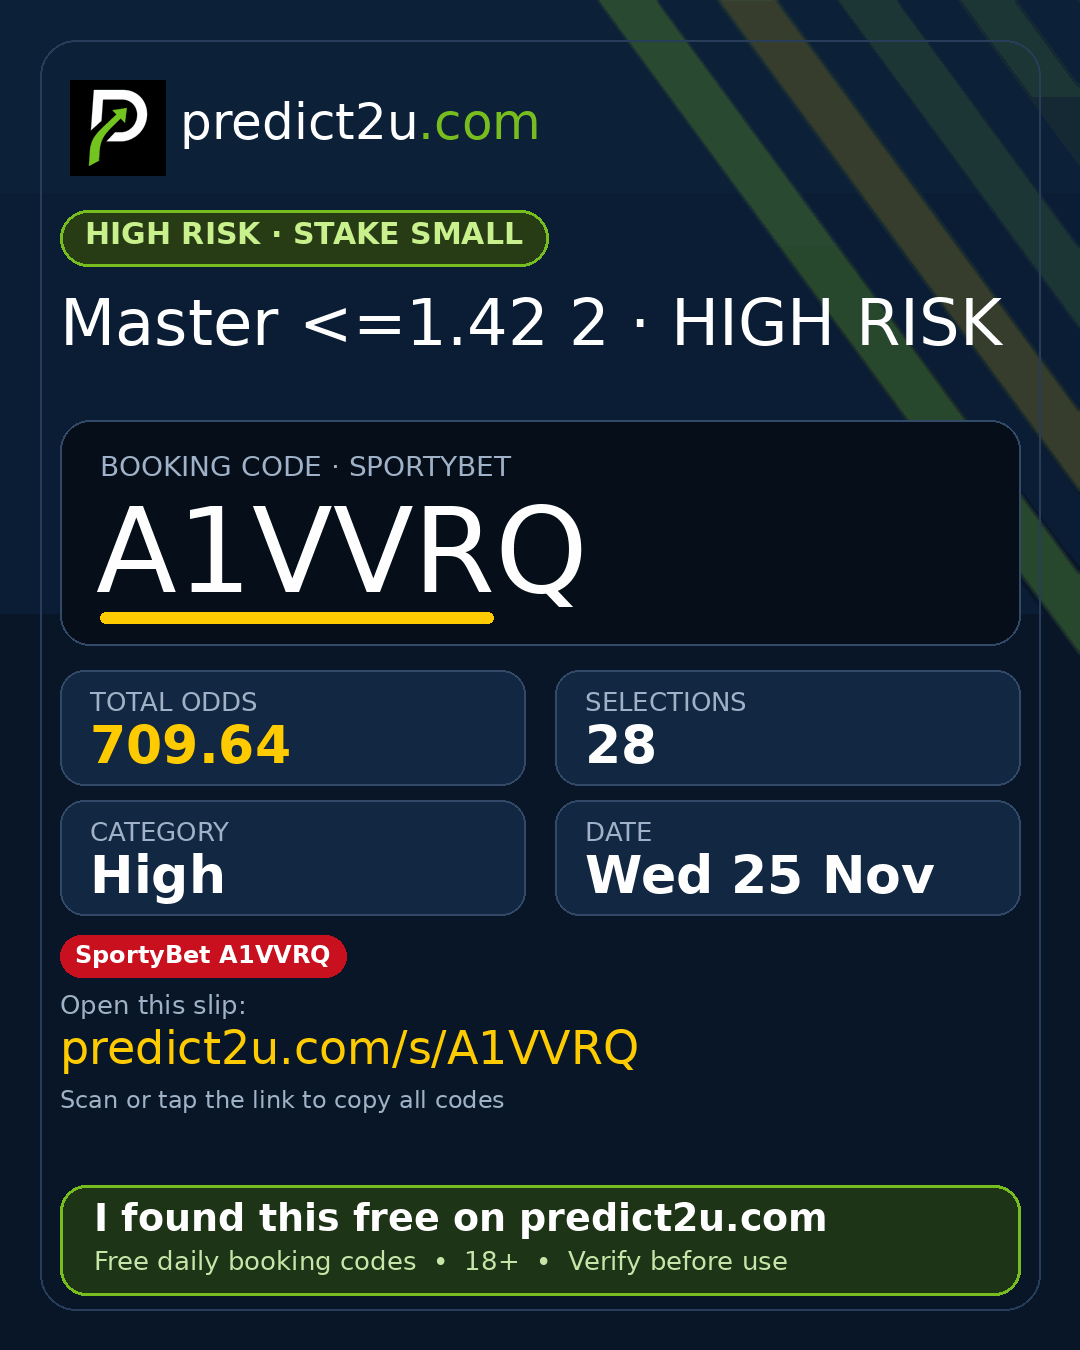 predict2u.com
HIGH RISK · STAKE SMALL
Master <=1.42 2 · HIGH RISK
BOOKING CODE · SPORTYBET
A1VVRQ
TOTAL ODDS
709.64
SELECTIONS
28
CATEGORY
High
DATE
Wed 25 Nov
SportyBet A1VVRQ
Open this slip:
predict2u.com/s/A1VVRQ
Scan or tap the link to copy all codes
I found this free on predict2u.com
Free daily booking codes • 18+ • Verify before use